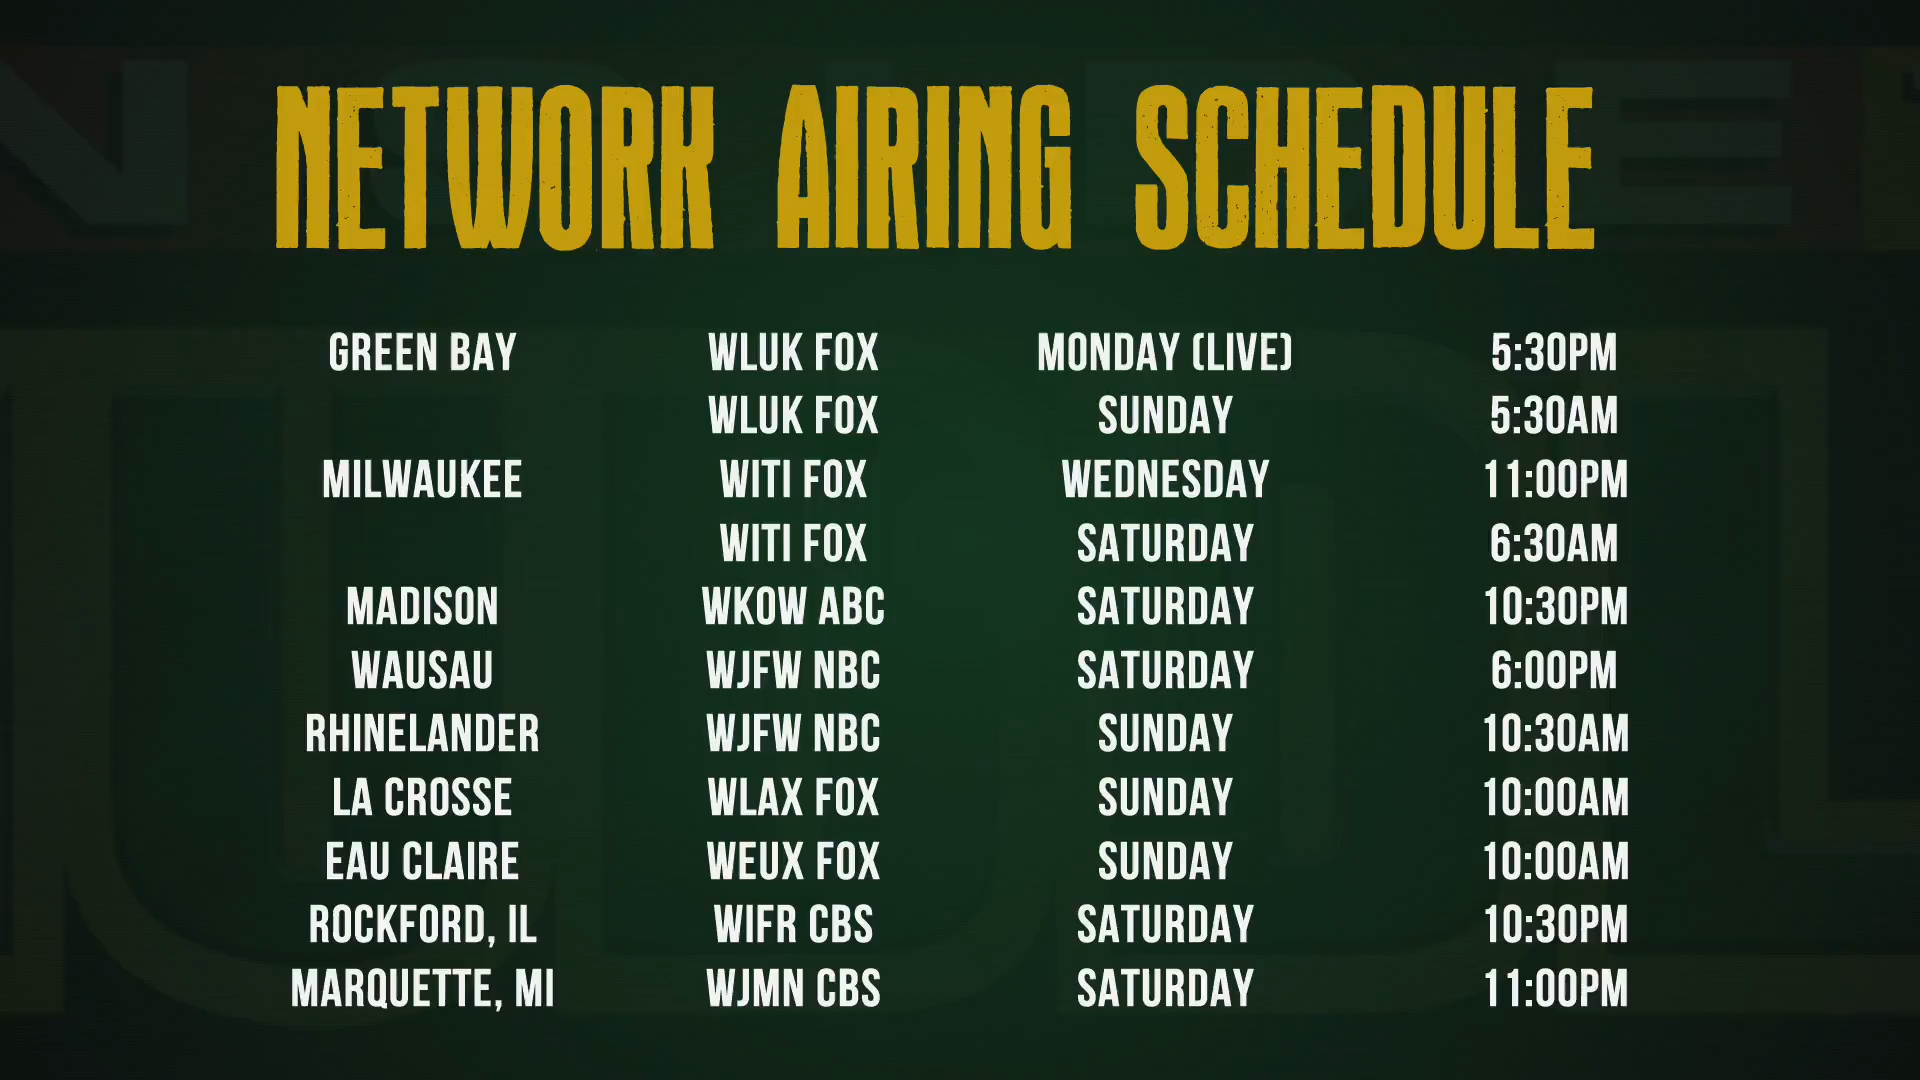 NETWORK AIRING SCHEDULE
GREEN BAY WLUK FOX MONDAY (LIVE) 5:30PM
WLUK FOX SUNDAY 5:30AM
MILWAUKEE WITI FOX WEDNESDAY 11:00PM
WITI FOX SATURDAY 6:30AM
MADISON WKOW ABC SATURDAY 10:30PM
WAUSAU WJFW NBC SATURDAY 6:00PM
RHINELANDER WJFW NBC SUNDAY 10:30AM
LA CROSSE WLAX FOX SUNDAY 10:00AM
EAU CLAIRE WEUX FOX SUNDAY 10:00AM
ROCKFORD, IL WIFR CBS SATURDAY 10:30PM
MARQUETTE, MI WJMN CBS SATURDAY 11:00PM